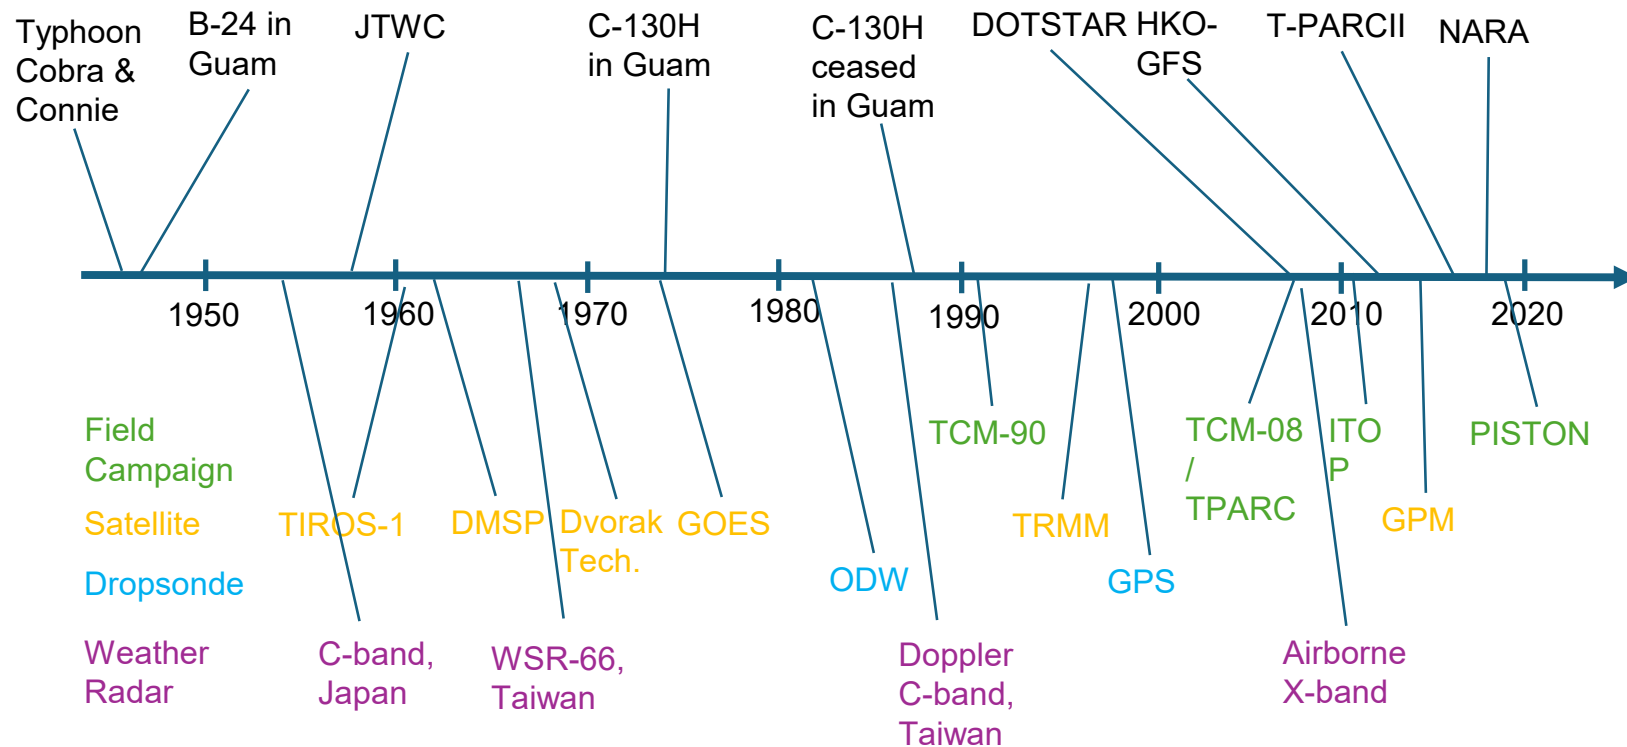 Typhoon
Cobra &
Connie
B-24 in
Guam
JTWC
C-130H
in Guam
C-130H
ceased
in Guam
DOTSTAR
HKO-
GFS
T-PARCII
NARA
1950
1960
1970
1980
1990
2000
2010
2020
Field
Campaign
TCM-90
TCM-08
/
TPARC
ITO
P
PISTON
Satellite
TIROS-1
DMSP
Dvorak
Tech.
GOES
TRMM
GPM
Dropsonde
ODW
GPS
Weather
Radar
C-band,
Japan
WSR-66,
Taiwan
Doppler
C-band,
Taiwan
Airborne
X-band